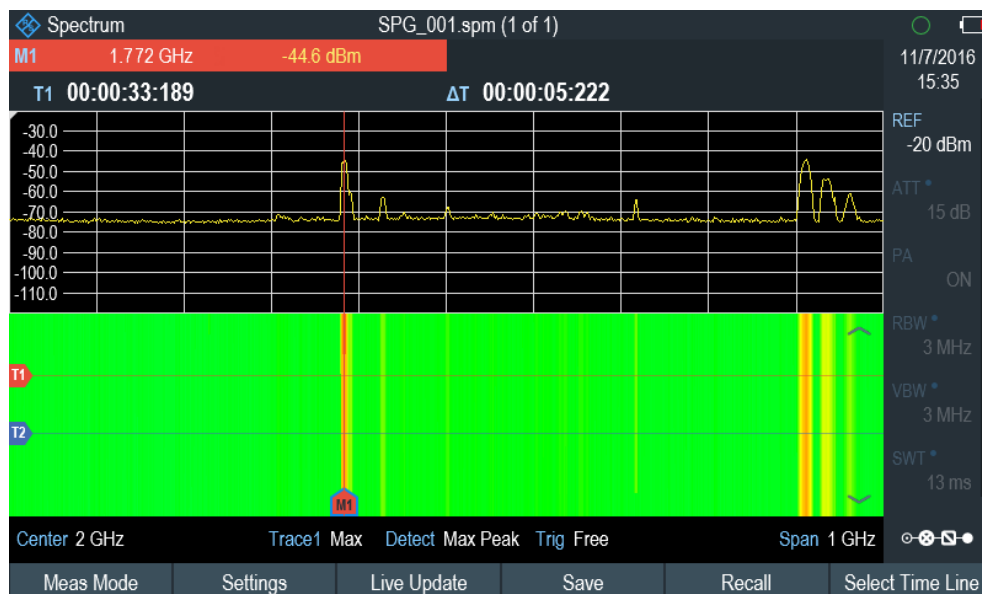 Spectrum SPG_001.spm (1 of 1)
M1 1.772 GHz -44.6 dBm
11/7/2016
15:35
T1 00:00:33:189 ΔT 00:00:05:222
REF
-20 dBm
ATT
15 dB
PA
ON
RBW
3 MHz
VBW
3 MHz
SWT
13 ms
-30.0
-40.0
-50.0
-60.0
-70.0
-80.0
-90.0
-100.0
-110.0
T1
T2
M1
Center 2 GHz Trace1 Max Detect Max Peak Trig Free Span 1 GHz
Meas Mode Settings Live Update Save Recall Select Time Line